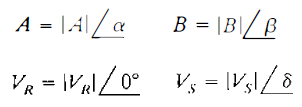 A = |A|∠α B = |B|∠β
V_R = |V_R|∠0° V_S = |V_S|∠δ